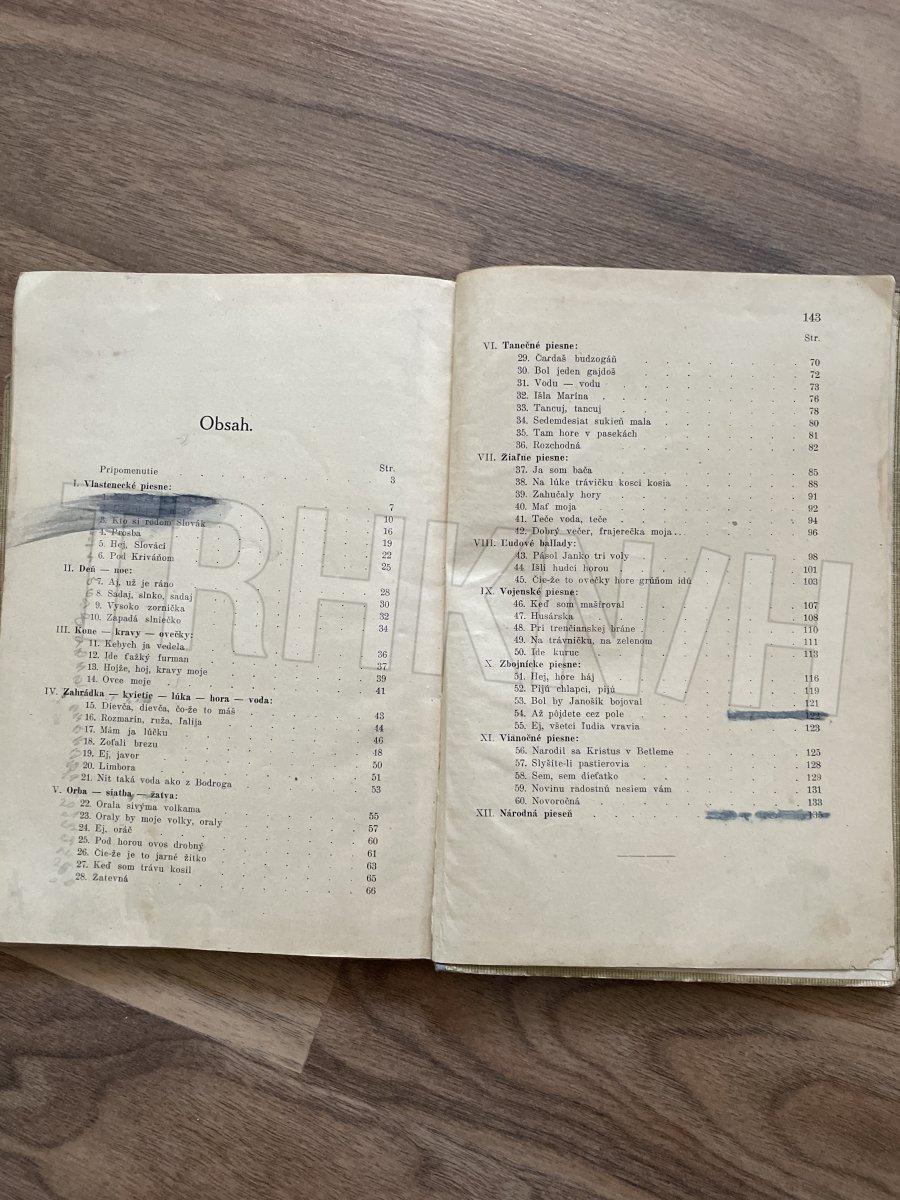 Obsah.
Str.
Pripomenutie 3
I. Vlastenecké piesne:
1. 7
10
3. Kto si rodom Slovák 16
4. Prosba 19
5. Hej, Slováci 22
6. Pod Kriváňom 25
II. Deň — noc:
7. Aj, už je ráno 28
8. Sadaj, slnko, sadaj 30
9. Vysoko zornička 32
10. Zapadá slniečko 34
III. Kone — kravy — ovečky:
11. Kebych ja vedela 36
12. Ide ťažký furman 37
13. Hojže, hoj, kravy moje 39
14. Ovce moje 41
IV. Zahrádka — kvietie — lúka — hora — voda:
15. Dievča, dievča, čo-že to máš 43
16. Rozmarín, ruža, ľalija 44
17. Mám ja lúčku 46
18. Zoťali brezu 48
19. Ej, javor 50
20. Limbora 51
21. Nit taká voda ako z Bodroga 53
V. Orba — siatba — žatva:
22. Orala sivýma volkama 55
23. Oraly by moje volky, oraly 57
24. Ej, oráč 60
25. Pod horou ovos drobný 61
26. Čie-že je to jarné žitko 63
27. Keď som trávu kosil 65
28. Zatevná 66
143
Str.
VI. Tanečné piesne:
29. Čardaš budzogáň 70
30. Bol jeden gajdoš 72
31. Vodu — vodu 73
32. Išla Marina 76
33. Tancuj, tancuj 78
34. Sedemdesiat sukieň mala 80
35. Tam hore v pasekách 81
36. Rozchodná 82
VII. Žiaľne piesne:
37. Ja som bača 85
38. Na lúke trávičku kosci kosia 88
39. Zahučaly hory 91
40. Mať moja 92
41. Teče voda, teče 94
42. Dobrý večer, frajerečka moja... 96
VIII. Ľudové ballady:
43. Pásol Janko tri voly 98
44. Išli hudci horou 101
45. Čie-že to ovečky hore grúňom idú 103
IX. Vojenské piesne:
46. Keď som mašíroval 107
47. Husárska 108
48. Pri trenčianskej bráne 110
49. Na trávničku, na zelenom 111
50. Ide kuruc 113
X. Zbojnícke piesne:
51. Hej, hore háj 116
52. Pijú chlapci, pijú 119
53. Bol by Janošík bojoval 121
54. Až pôjdete cez pole 122
55. Ej, všetci ľudia vravia 123
XI. Vianočné piesne:
56. Narodil sa Kristus v Betleme 125
57. Slyšíte-li pastierovia 128
58. Sem, sem dieťatko 129
59. Novinu radostnú nesiem vám 131
60. Novoročná 133
XII. Národná pieseň 135
TRHKNIH